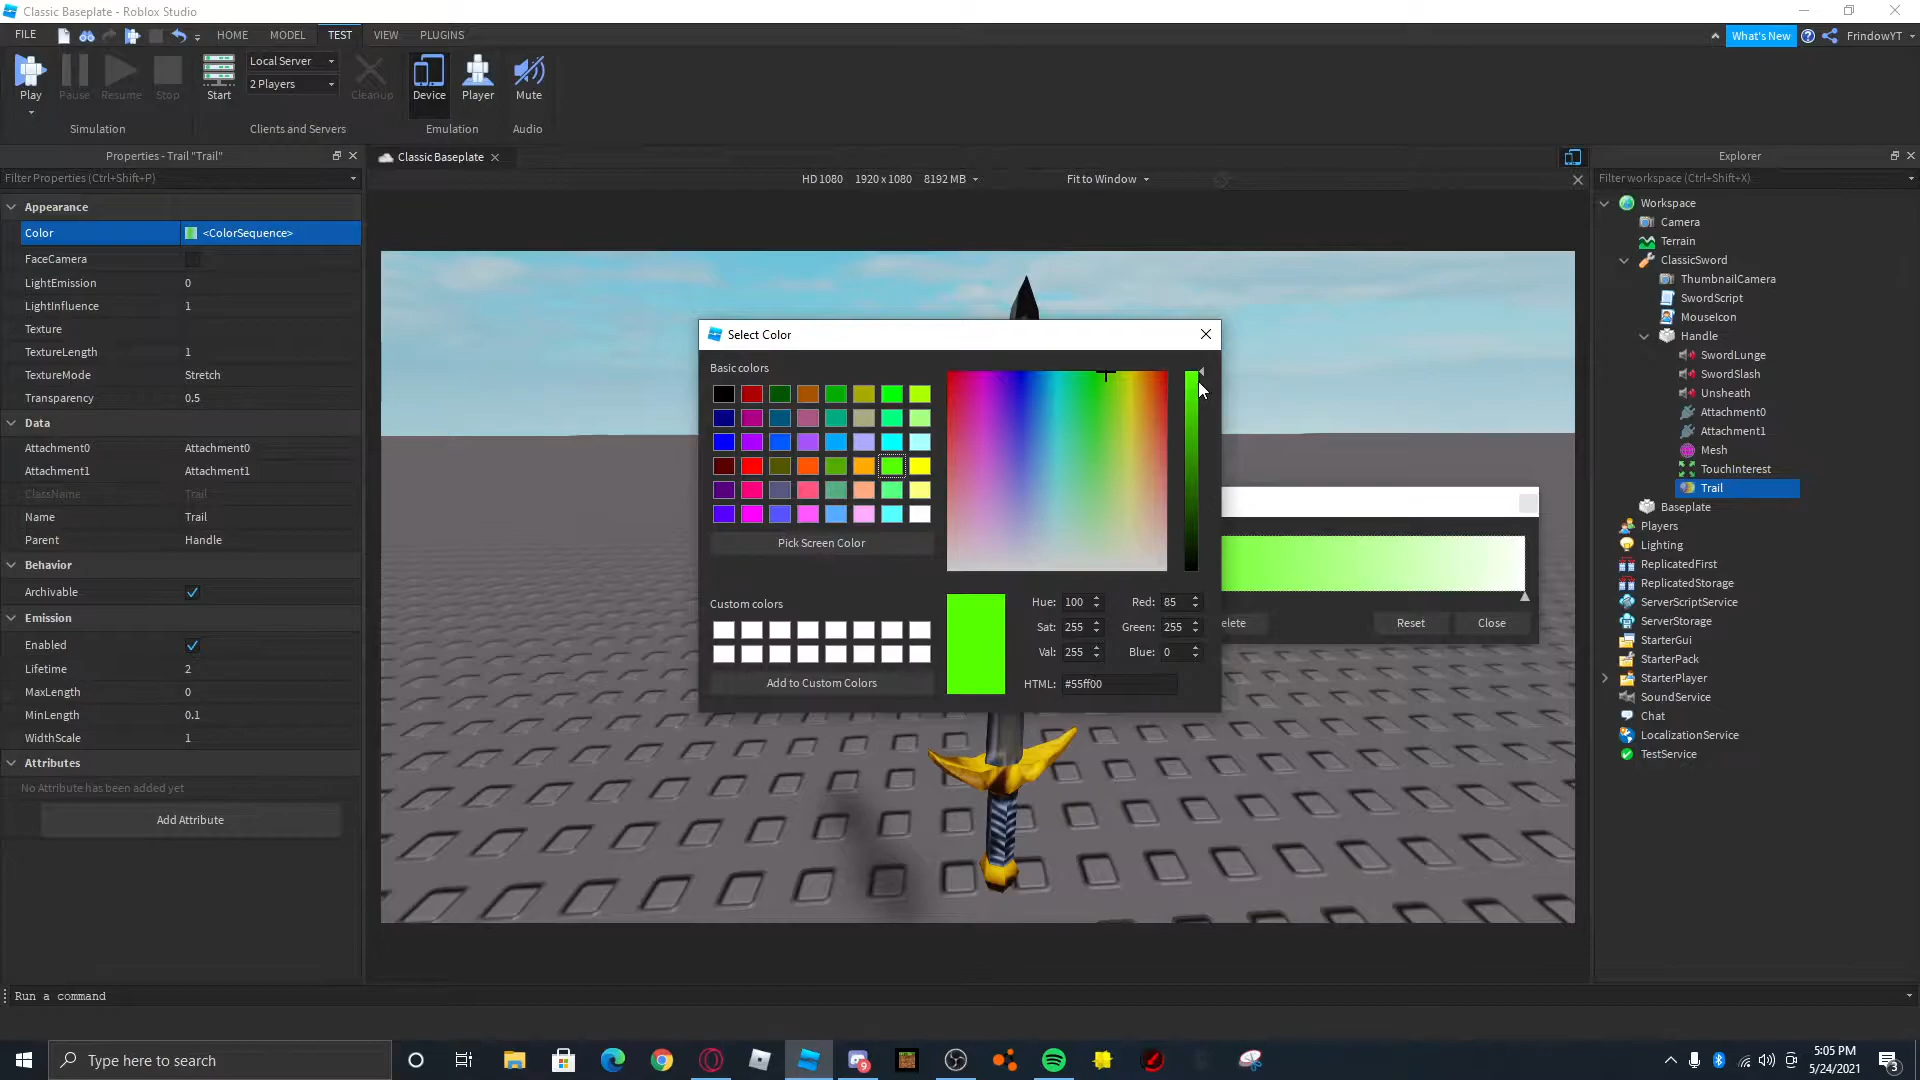 Classic Baseplate - Roblox Studio
FILE HOME MODEL TEST VIEW PLUGINS What's New FrindowYT
Play Pause Resume Stop Start Local Server 2 Players Cleanup Device Player Mute
Simulation Clients and Servers Emulation Audio
Properties - Trail "Trail"
Filter Properties (Ctrl+Shift+P)
Appearance
Color <ColorSequence>
FaceCamera
LightEmission 0
LightInfluence 1
Texture
TextureLength 1
TextureMode Stretch
Transparency 0.5
Data
Attachment0 Attachment0
Attachment1 Attachment1
ClassName Trail
Name Trail
Parent Handle
Behavior
Archivable
Emission
Enabled
Lifetime 2
MaxLength 0
MinLength 0.1
WidthScale 1
Attributes
No Attribute has been added yet
Add Attribute
Classic Baseplate
HD 1080 1920 x 1080 8192 MB Fit to Window
Select Color
Basic colors
Pick Screen Color
Custom colors
Add to Custom Colors
Hue: 100 Red: 85
Sat: 255 Green: 255
Val: 255 Blue: 0
HTML: #55ff00
elete Reset Close
Explorer
Filter workspace (Ctrl+Shift+X)
Workspace
Camera
Terrain
ClassicSword
ThumbnailCamera
SwordScript
MouseIcon
Handle
SwordLunge
SwordSlash
Unsheath
Attachment0
Attachment1
Mesh
TouchInterest
Trail
Baseplate
Players
Lighting
ReplicatedFirst
ReplicatedStorage
ServerScriptService
ServerStorage
StarterGui
StarterPack
StarterPlayer
SoundService
Chat
LocalizationService
TestService
Run a command
Type here to search
9
5:05 PM
5/24/2021
3